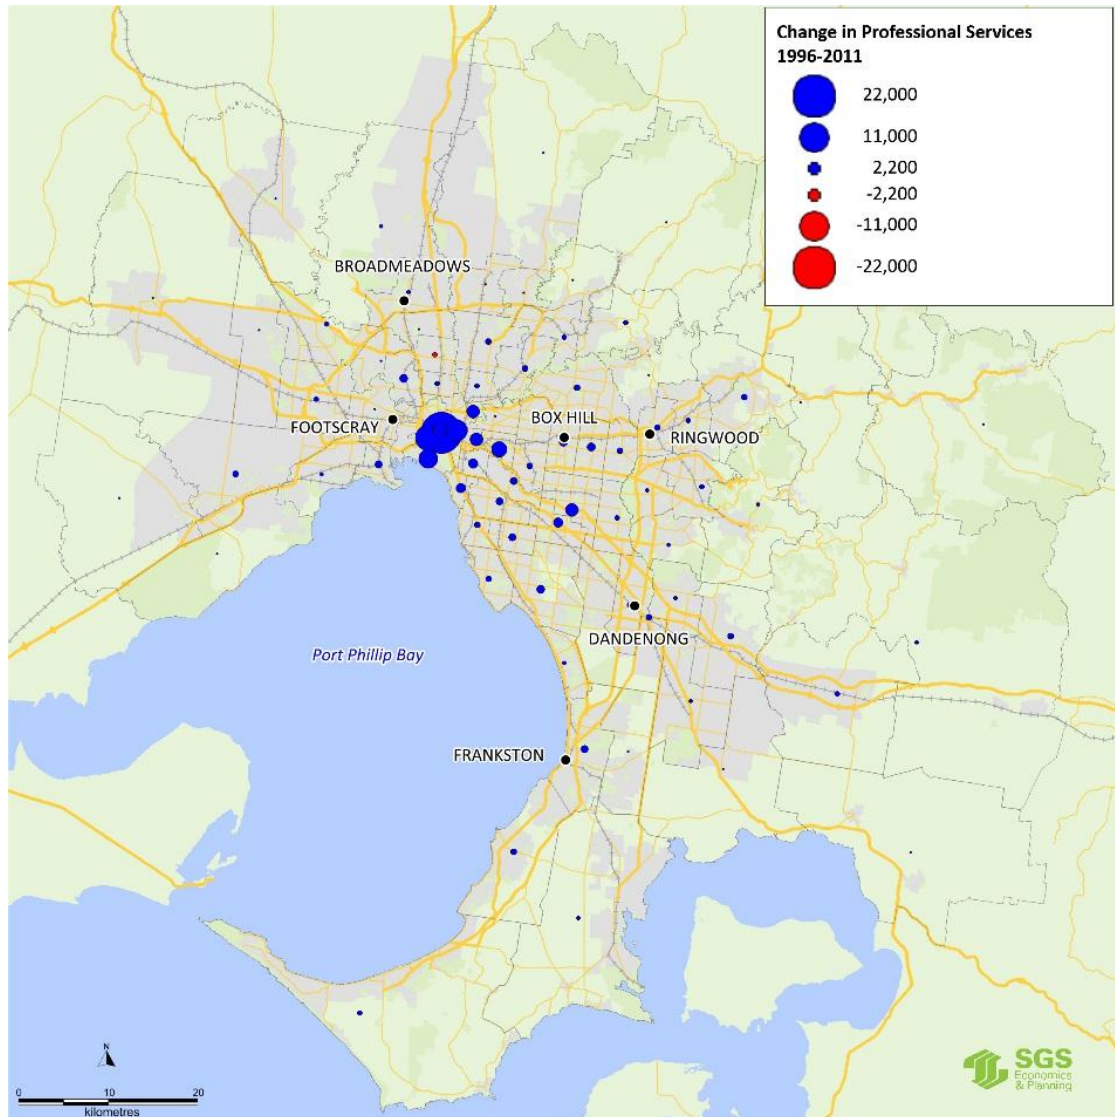 Change in Professional Services
1996-2011
22,000
11,000
2,200
-2,200
-11,000
-22,000
BROADMEADOWS
FOOTSCRAY
BOX HILL
RINGWOOD
DANDENONG
Port Phillip Bay
FRANKSTON
N
0 10 20
kilometres
SGS
Economics
& Planning